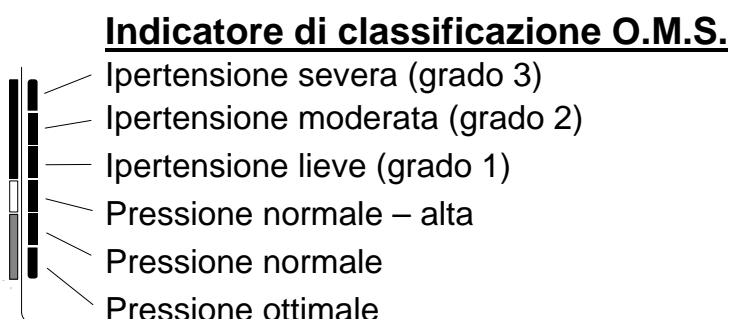 Indicatore di classificazione O.M.S.
Ipertensione severa (grado 3)
Ipertensione moderata (grado 2)
Ipertensione lieve (grado 1)
Pressione normale – alta
Pressione normale
Pressione ottimale